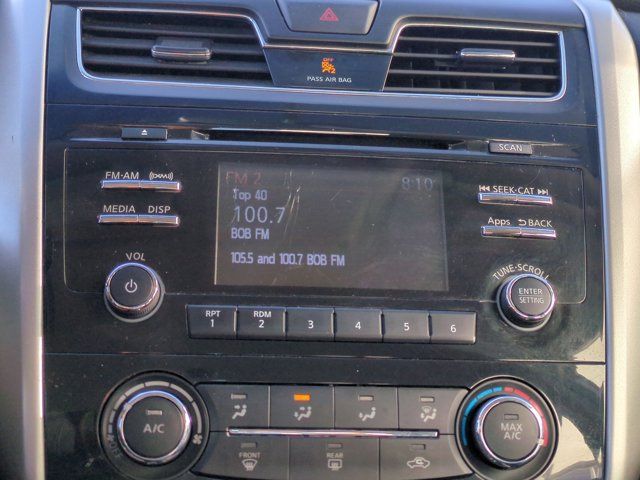 OFF
2
PASS AIR BAG
SCAN
FM·AM
SEEK·CAT
FM 2
8:10
Top 40
100.7
BOB FM
105.5 and 100.7 BOB FM
MEDIA DISP
Apps BACK
VOL
TUNE·SCROLL
ENTER
SETTING
RPT
1
RDM
2
3
4
5
6
A/C
MAX
A/C
FRONT
REAR